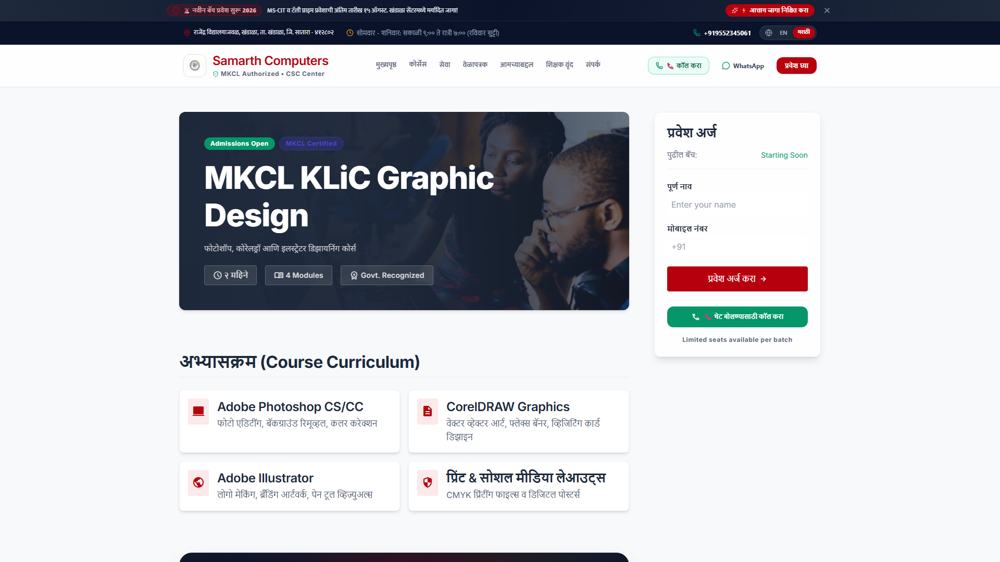 🚨 नवीन बॅच प्रवेश सुरू 2026
MS-CIT व टॅली प्राइम प्रवेशाची अंतिम तारीख १५ ऑगस्ट. खंडाळा सेंटरमध्ये मर्यादित जागा!
⚡ आत्ताच जागा निश्चित करा
राजेंद्र विद्यालयाजवळ, खंडाळा, ता. खंडाळा, जि. सातारा - ४१२८०२
सोमवार - शनिवार: सकाळी ९:०० ते रात्री ७:०० (रविवार सुट्टी)
+919552345061
EN
मराठी
Samarth Computers
MKCL Authorized • CSC Center
मुख्यपृष्ठ
कोर्सेस
सेवा
वेळापत्रक
आमच्याबद्दल
शिक्षक वृंद
संपर्क
📞 कॉल करा
WhatsApp
प्रवेश घ्या
Admissions Open
MKCL Certified
MKCL KLiC Graphic
Design
फोटोशॉप, कोरेलड्रॉ आणि इलस्ट्रेटर डिझायनिंग कोर्स
२ महिने
4 Modules
Govt. Recognized
प्रवेश अर्ज
पुढील बॅच:
Starting Soon
पूर्ण नाव
Enter your name
मोबाइल नंबर
+91
प्रवेश अर्ज करा →
📞 थेट बोलण्यासाठी कॉल करा
Limited seats available per batch
अभ्यासक्रम (Course Curriculum)
Adobe Photoshop CS/CC
फोटो एडिटींग, बॅकग्राउंड रिमूव्हल, कलर करेक्शन
CorelDRAW Graphics
वेक्टर व्हेक्टर आर्ट, फ्लेक्स बॅनर, व्हिजिटिंग कार्ड
डिझाइन
Adobe Illustrator
लोगो मेकिंग, ब्रँडिंग आर्टवर्क, पेन टूल व्हिज्युअल्स
प्रिंट & सोशल मीडिया लेआउट्स
CMYK प्रिंटींग फाइल्स व डिजिटल पोस्टर्स